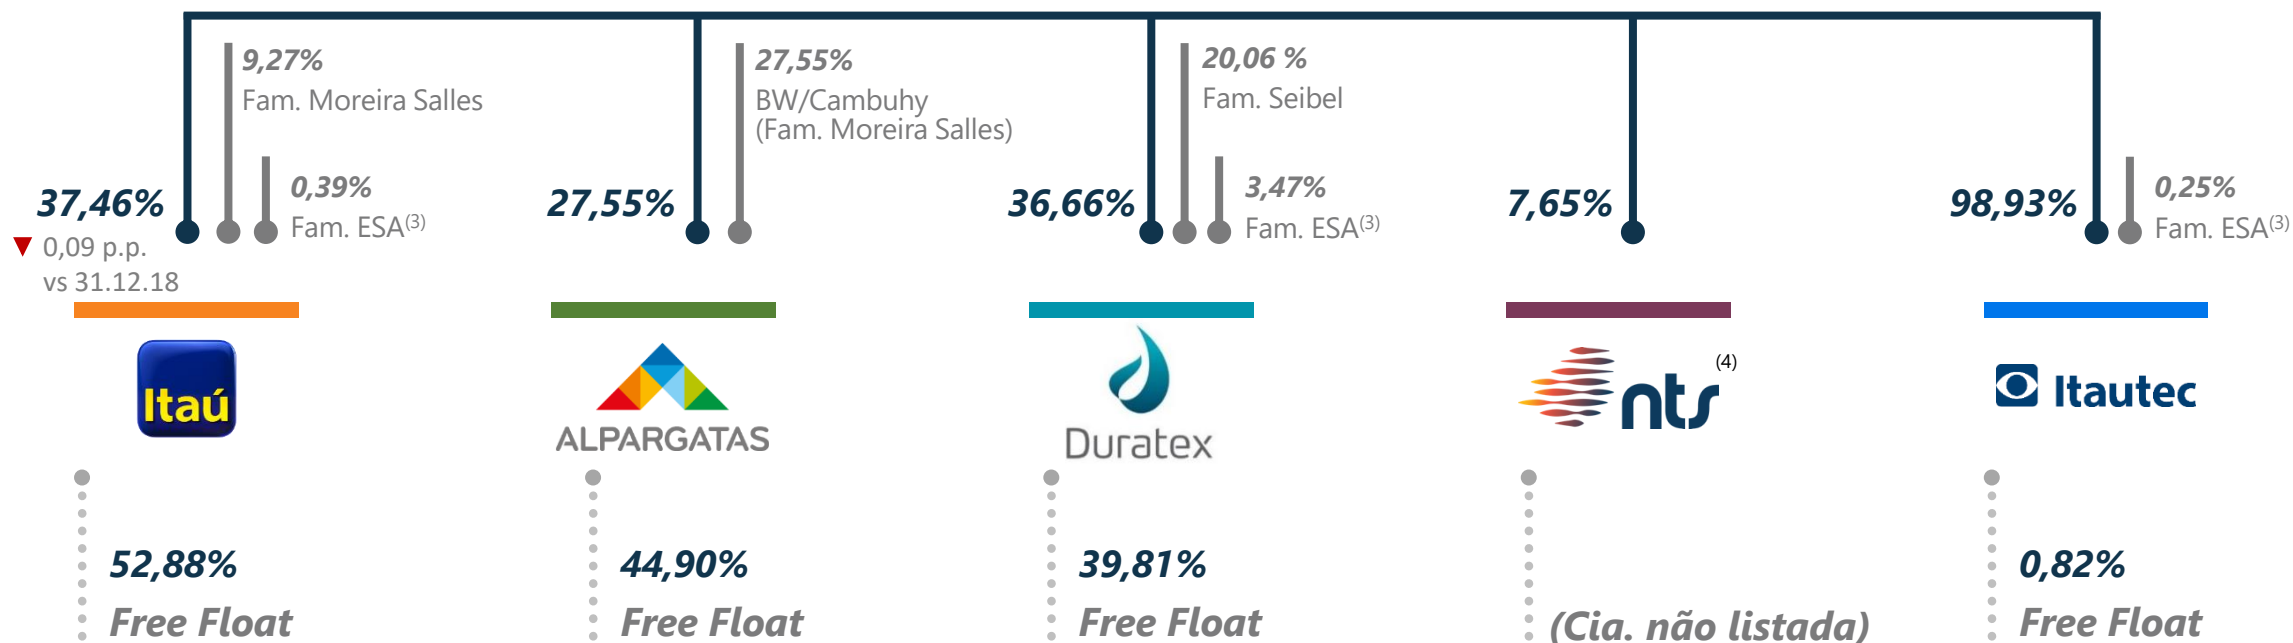 9,27%
Fam. Moreira Salles
37,46%
0,39%
Fam. ESA(3)
▼ 0,09 p.p.
vs 31.12.18
Itaú
52,88%
Free Float
27,55%
BW/Cambuhy
(Fam. Moreira Salles)
27,55%
ALPARGATAS
44,90%
Free Float
20,06 %
Fam. Seibel
36,66%
3,47%
Fam. ESA(3)
Duratex
39,81%
Free Float
7,65%
nts (4)
(Cia. não listada)
98,93%
0,25%
Fam. ESA(3)
Itautec
0,82%
Free Float